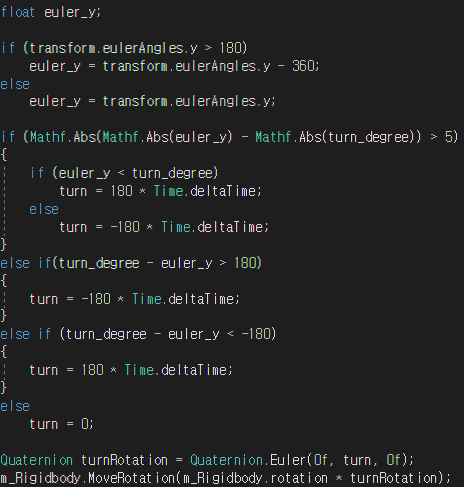 float euler_y;
if (transform.eulerAngles.y > 180)
euler_y = transform.eulerAngles.y - 360;
else
euler_y = transform.eulerAngles.y;
if (Mathf.Abs(Mathf.Abs(euler_y) - Mathf.Abs(turn_degree)) > 5)
{
if (euler_y < turn_degree)
turn = 180 * Time.deltaTime;
else
turn = -180 * Time.deltaTime;
}
else if(turn_degree - euler_y > 180)
{
turn = -180 * Time.deltaTime;
}
else if (turn_degree - euler_y < -180)
{
turn = 180 * Time.deltaTime;
}
else
turn = 0;
Quaternion turnRotation = Quaternion.Euler(0f, turn, 0f);
m_Rigidbody.MoveRotation(m_Rigidbody.rotation * turnRotation);